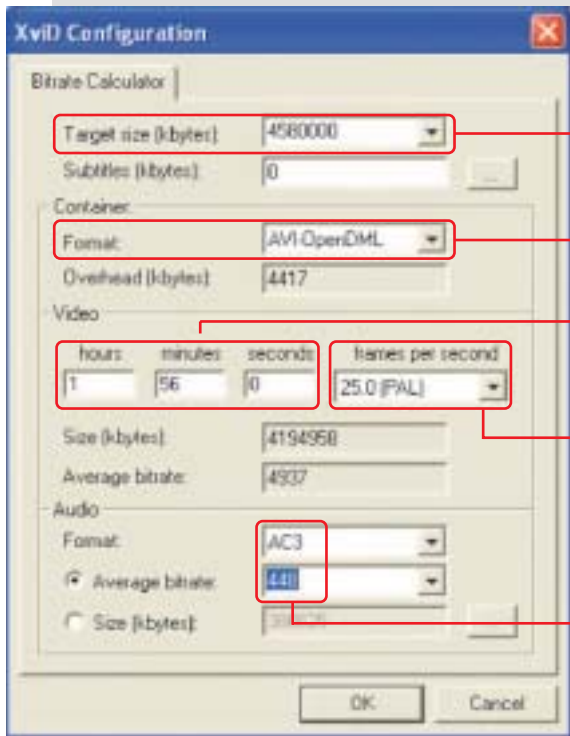 XviD Configuration
Bitrate Calculator
Target size (kbytes): 4580000
Subtitles (kbytes): 0 ...
Container:
Format: AVI-OpenDML
Overhead (kbytes): 4417
Video
hours minutes seconds frames per second
1 56 0 25.0 (PAL)
Size (kbytes): 4194958
Average bitrate: 4937
Audio
Format: AC3
Average bitrate: 448
Size (kbytes):
OK Cancel